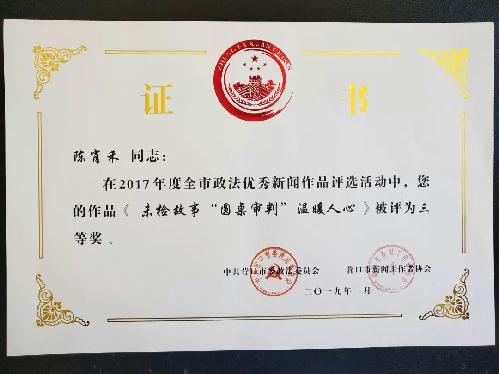 证书
陈宵禾 同志:
在2017年度全市政法优秀新闻作品评选活动中,您
的作品《 未检故事“圆桌审判”温暖人心 》被评为三
等奖。
中共营口市委政法委员会 营口市新闻工作者协会
二〇一九年一月